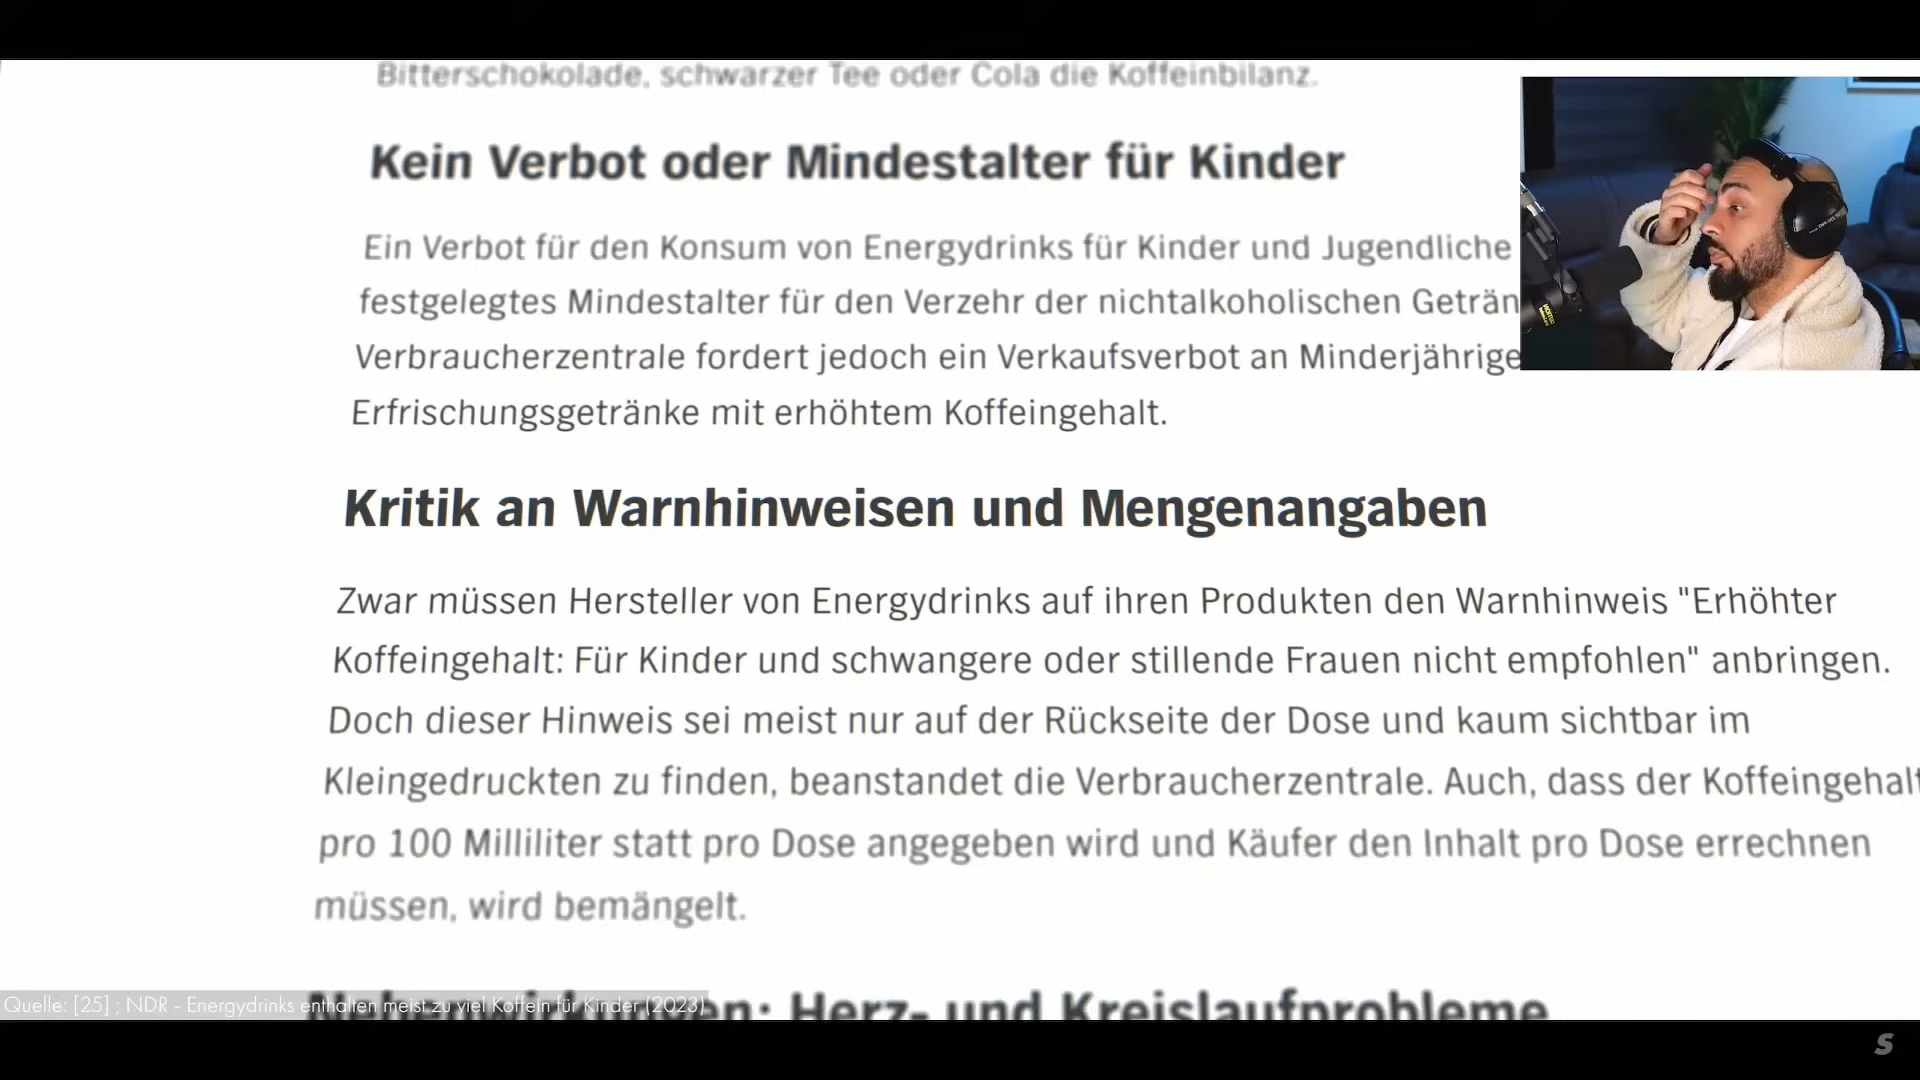 Bitterschokolade, schwarzer Tee oder Cola die Koffeinbilanz.
Kein Verbot oder Mindestalter für Kinder
Ein Verbot für den Konsum von Energydrinks für Kinder und Jugendliche
festgelegtes Mindestalter für den Verzehr der nichtalkoholischen Geträn
Verbraucherzentrale fordert jedoch ein Verkaufsverbot an Minderjährige
Erfrischungsgetränke mit erhöhtem Koffeingehalt.
Kritik an Warnhinweisen und Mengenangaben
Zwar müssen Hersteller von Energydrinks auf ihren Produkten den Warnhinweis "Erhöhter
Koffeingehalt: Für Kinder und schwangere oder stillende Frauen nicht empfohlen" anbringen.
Doch dieser Hinweis sei meist nur auf der Rückseite der Dose und kaum sichtbar im
Kleingedruckten zu finden, beanstandet die Verbraucherzentrale. Auch, dass der Koffeingehalt
pro 100 Milliliter statt pro Dose angegeben wird und Käufer den Inhalt pro Dose errechnen
müssen, wird bemängelt.
Nebenwirkungen: Herz- und Kreislaufprobleme
Quelle: [25] ; NDR - Energydrinks enthalten meist zu viel Koffein für Kinder (2023)
S